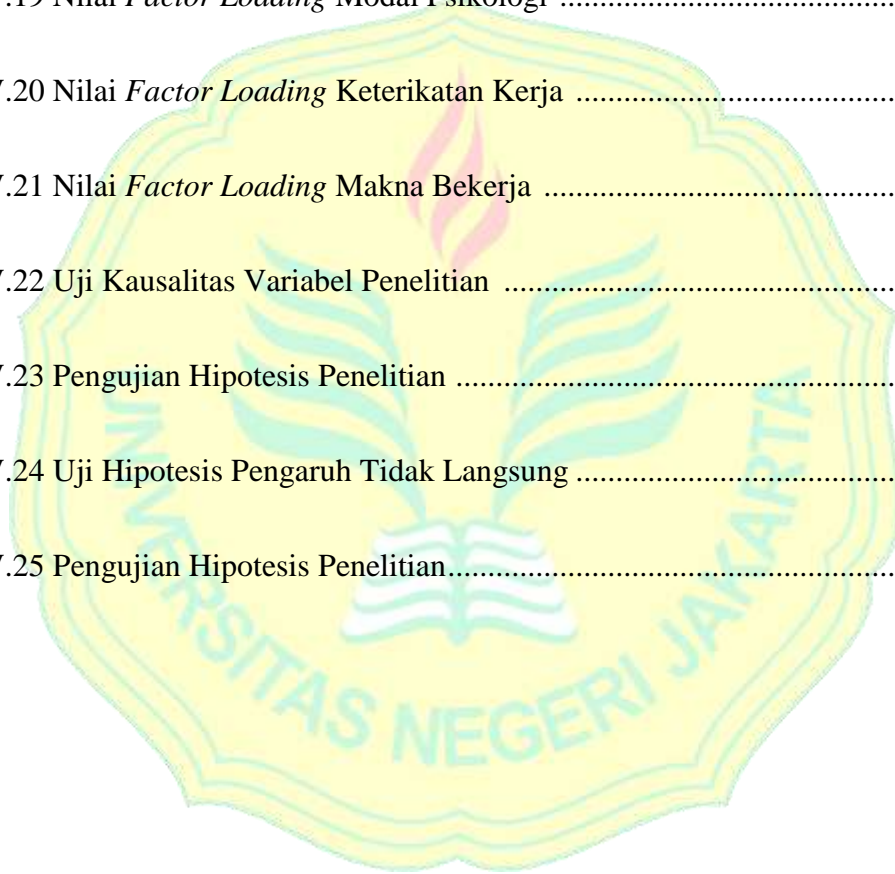 .19 Nilai Factor Loading Modal Psikologi ...........................................
.20 Nilai Factor Loading Keterikatan Kerja .........................................
.21 Nilai Factor Loading Makna Bekerja .............................................
.22 Uji Kausalitas Variabel Penelitian ..................................................
.23 Pengujian Hipotesis Penelitian ........................................................
.24 Uji Hipotesis Pengaruh Tidak Langsung .........................................
.25 Pengujian Hipotesis Penelitian.........................................................
UNIVERSITAS NEGERI JAKARTA